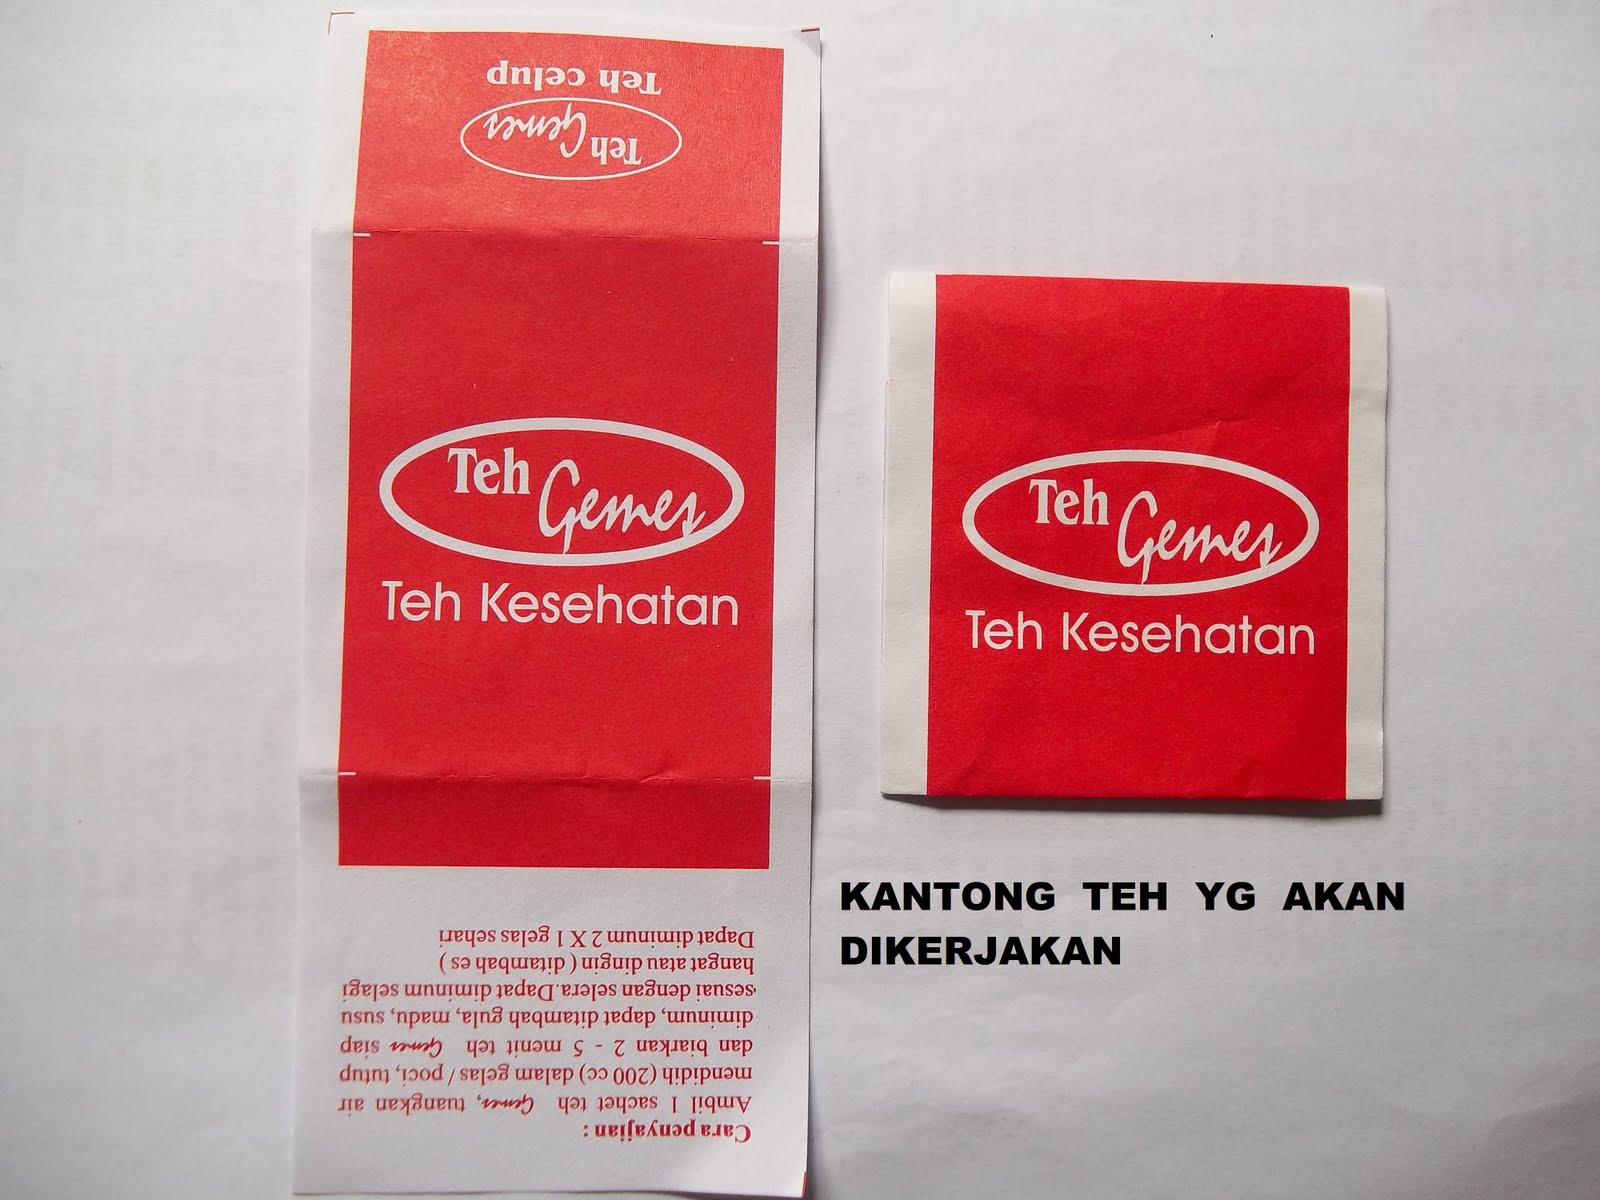 Teh celup
Teh Gemes
Teh Gemes
Teh Kesehatan
Cara penyajian :
Ambil 1 sachet teh Gemes, tuangkan air
mendidih (200 cc) dalam gelas / poci, tutup
dan biarkan 2 - 5 menit teh Gemes siap
diminum, dapat ditambah gula, madu, susu
sesuai dengan selera.Dapat diminum selagi
hangat atau dingin ( ditambah es )
Dapat diminum 2 X 1 gelas sehari
Teh Gemes
Teh Kesehatan
KANTONG TEH YG AKAN
DIKERJAKAN